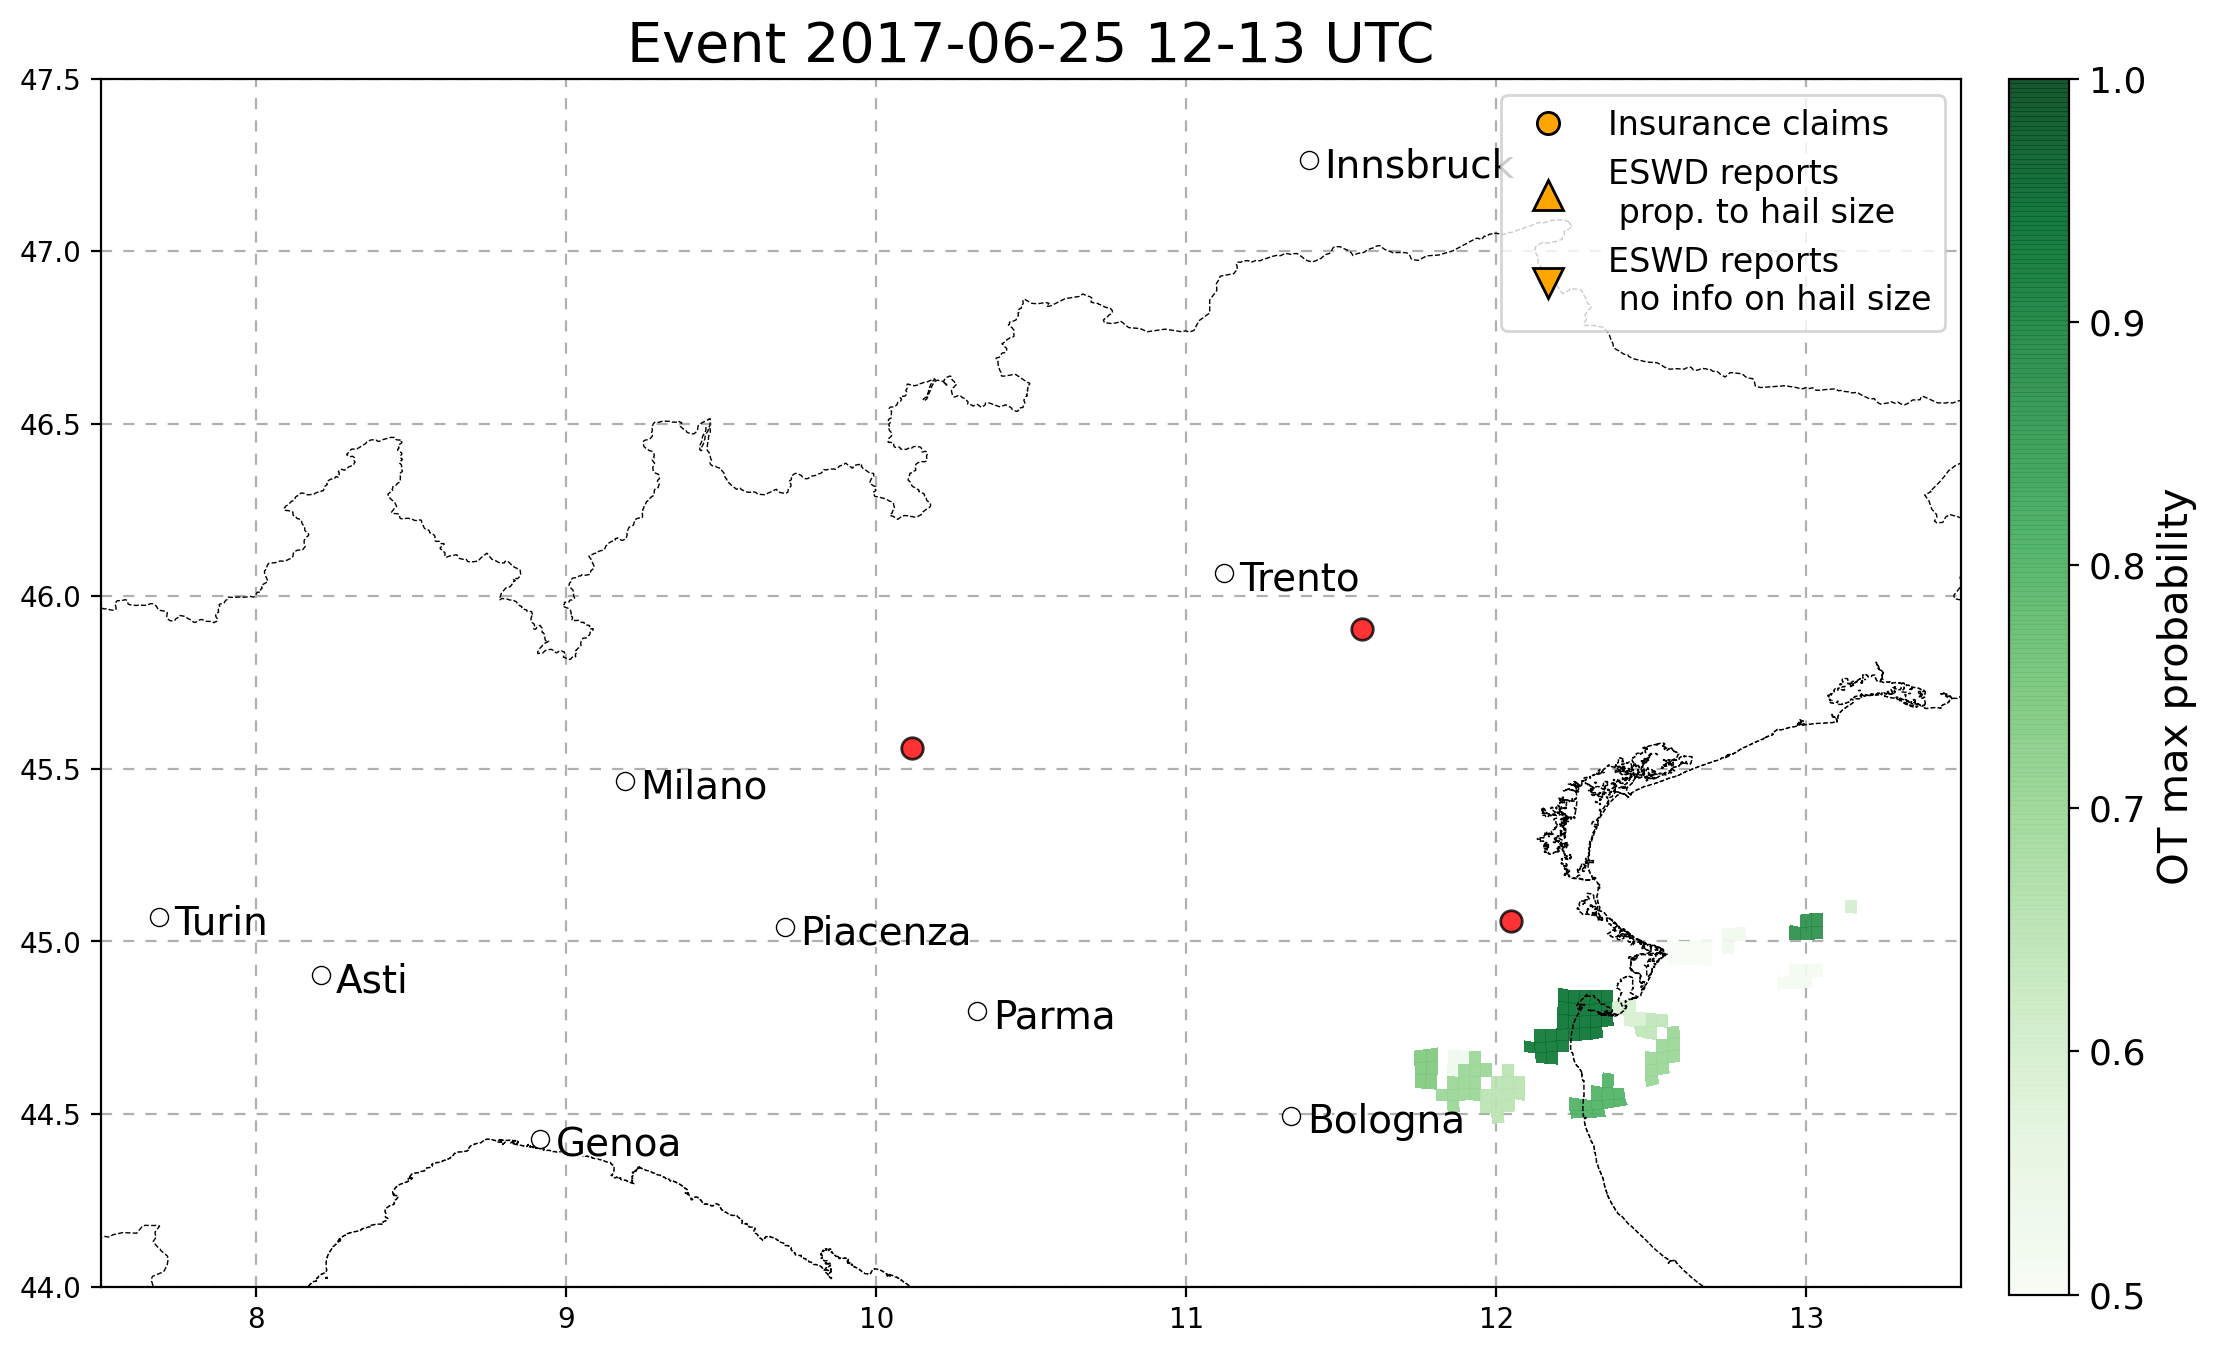 Event 2017-06-25 12-13 UTC
47.5
47.0
46.5
46.0
45.5
45.0
44.5
44.0
8
9
10
11
12
13
Insurance claims
ESWD reports
prop. to hail size
ESWD reports
no info on hail size
Innsbruck
Trento
Milano
Turin
Piacenza
Asti
Parma
Bologna
Genoa
1.0
0.9
0.8
0.7
0.6
0.5
OT max probability